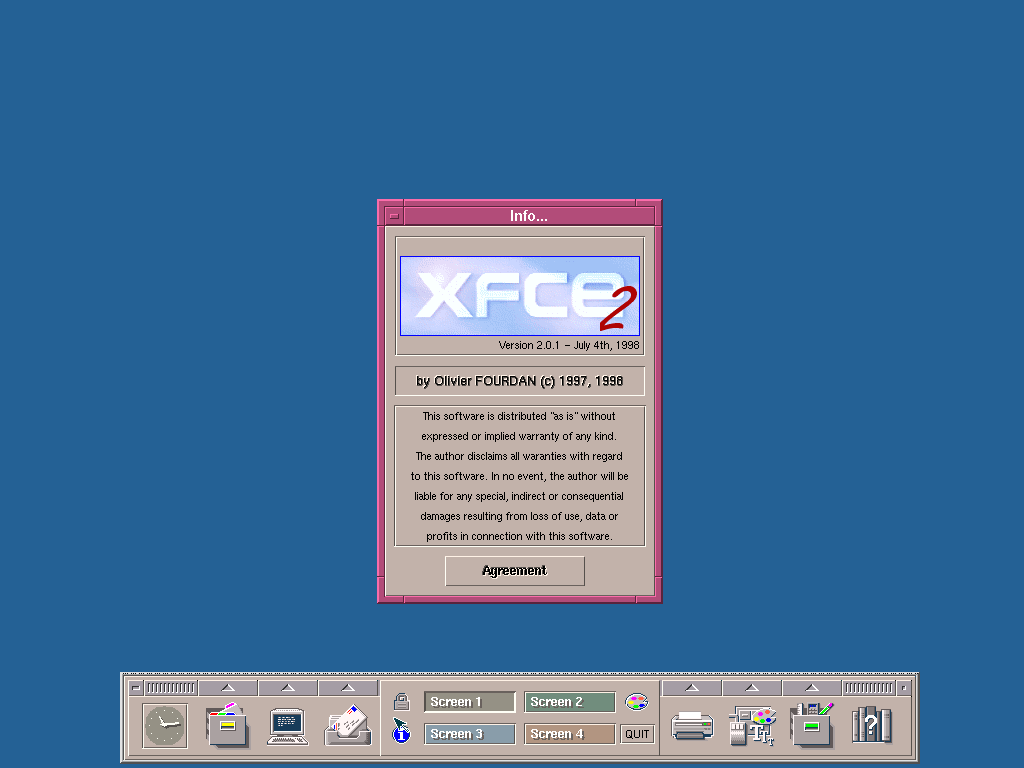 Info...
XFCE 2
Version 2.0.1 – July 4th, 1998
by Olivier FOURDAN (c) 1997, 1998
This software is distributed "as is" without
expressed or implied warranty of any kind.
The author disclaims all waranties with regard
to this software. In no event, the author will be
liable for any special, indirect or consequential
damages resulting from loss of use, data or
profits in connection with this software.
Agreement
Screen 1
Screen 2
Screen 3
Screen 4
QUIT